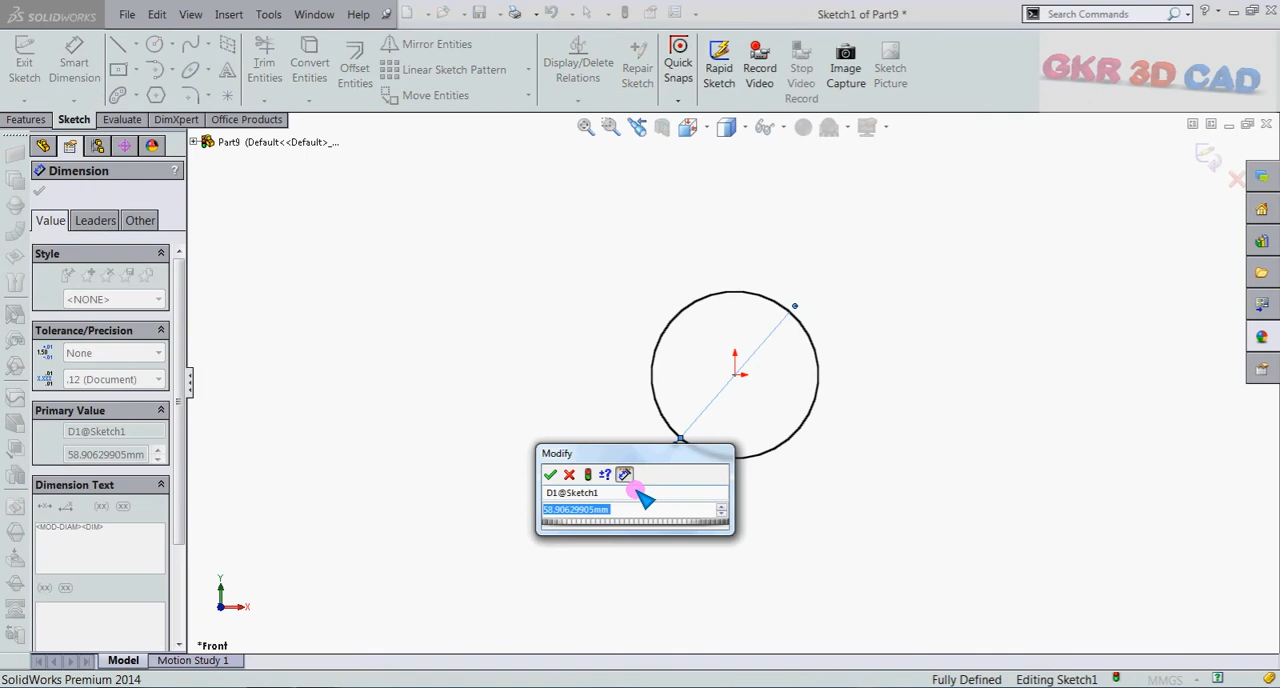 SOLIDWORKS File Edit View Insert Tools Window Help Sketch1 of Part9 * Search Commands
Exit Sketch
Smart Dimension
Trim Entities
Convert Entities
Offset Entities
Mirror Entities
Linear Sketch Pattern
Move Entities
Display/Delete Relations
Repair Sketch
Quick Snaps
Rapid Sketch
Record Video
Stop Video Record
Image Capture
Sketch Picture
GKR 3D CAD
Features Sketch Evaluate DimXpert Office Products
Part9 (Default<<Default>_...
Dimension ?
Value Leaders Other
Style
<NONE>
Tolerance/Precision
None
.12 (Document)
Primary Value
D1@Sketch1
58.90629905mm
Dimension Text
<MOD-DIAM><DIM>
Modify
D1@Sketch1
58.90629905mm
Y
X
*Front
Model Motion Study 1
SolidWorks Premium 2014 Fully Defined Editing Sketch1 MMGS